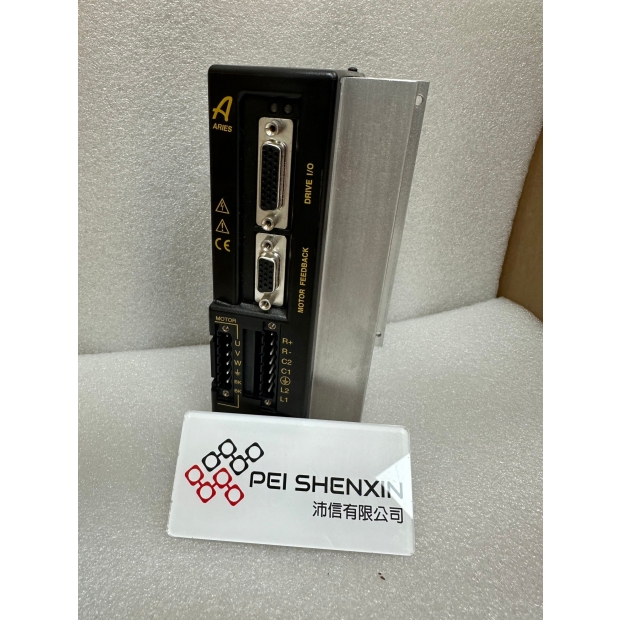 A
ARIES
DRIVE I/O
MOTOR FEEDBACK
CE
MOTOR
U
V
W
R+
R-
C2
C1
L2
L1
PEI SHENXIN
沛信有限公司